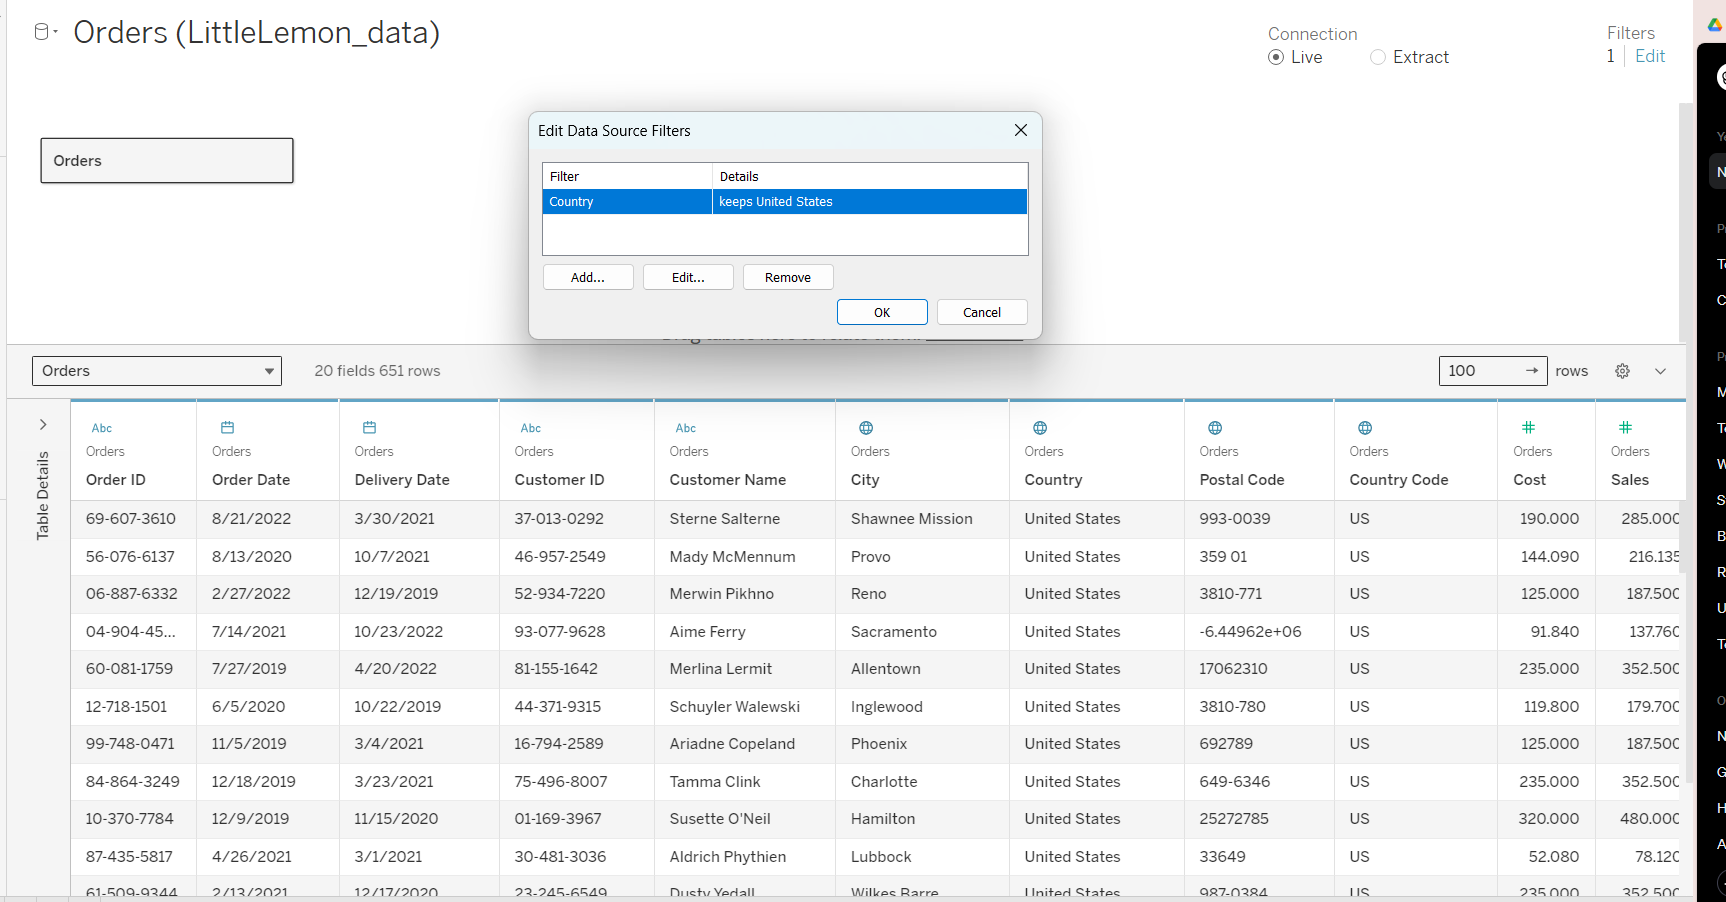 Orders (LittleLemon_data)
Connection
Live
Extract
Filters
1
Edit
Orders
Edit Data Source Filters
Filter Details
Country keeps United States
Add... Edit... Remove
OK Cancel
Orders
20 fields 651 rows
100 → rows
Table Details
Abc Abc Abc
Orders Orders Orders Orders Orders Orders Orders Orders Orders Orders Orders
Order ID Order Date Delivery Date Customer ID Customer Name City Country Postal Code Country Code Cost Sales
69-607-3610 8/21/2022 3/30/2021 37-013-0292 Sterne Salterne Shawnee Mission United States 993-0039 US 190.000 285.000
56-076-6137 8/13/2020 10/7/2021 46-957-2549 Mady McMennum Provo United States 359 01 US 144.090 216.135
06-887-6332 2/27/2022 12/19/2019 52-934-7220 Merwin Pikhno Reno United States 3810-771 US 125.000 187.500
04-904-45... 7/14/2021 10/23/2022 93-077-9628 Aime Ferry Sacramento United States -6.44962e+06 US 91.840 137.760
60-081-1759 7/27/2019 4/20/2022 81-155-1642 Merlina Lermit Allentown United States 17062310 US 235.000 352.500
12-718-1501 6/5/2020 10/22/2019 44-371-9315 Schuyler Walewski Inglewood United States 3810-780 US 119.800 179.700
99-748-0471 11/5/2019 3/4/2021 16-794-2589 Ariadne Copeland Phoenix United States 692789 US 125.000 187.500
84-864-3249 12/18/2019 3/23/2021 75-496-8007 Tamma Clink Charlotte United States 649-6346 US 235.000 352.500
10-370-7784 12/9/2019 11/15/2020 01-169-3967 Susette O'Neil Hamilton United States 25272785 US 320.000 480.000
87-435-5817 4/26/2021 3/1/2021 30-481-3036 Aldrich Phythien Lubbock United States 33649 US 52.080 78.120
61-509-9344 2/13/2021 12/17/2020 23-245-6549 Dusty Yedall Wilkes Barre United States 987-0384 US 235.000 352.500